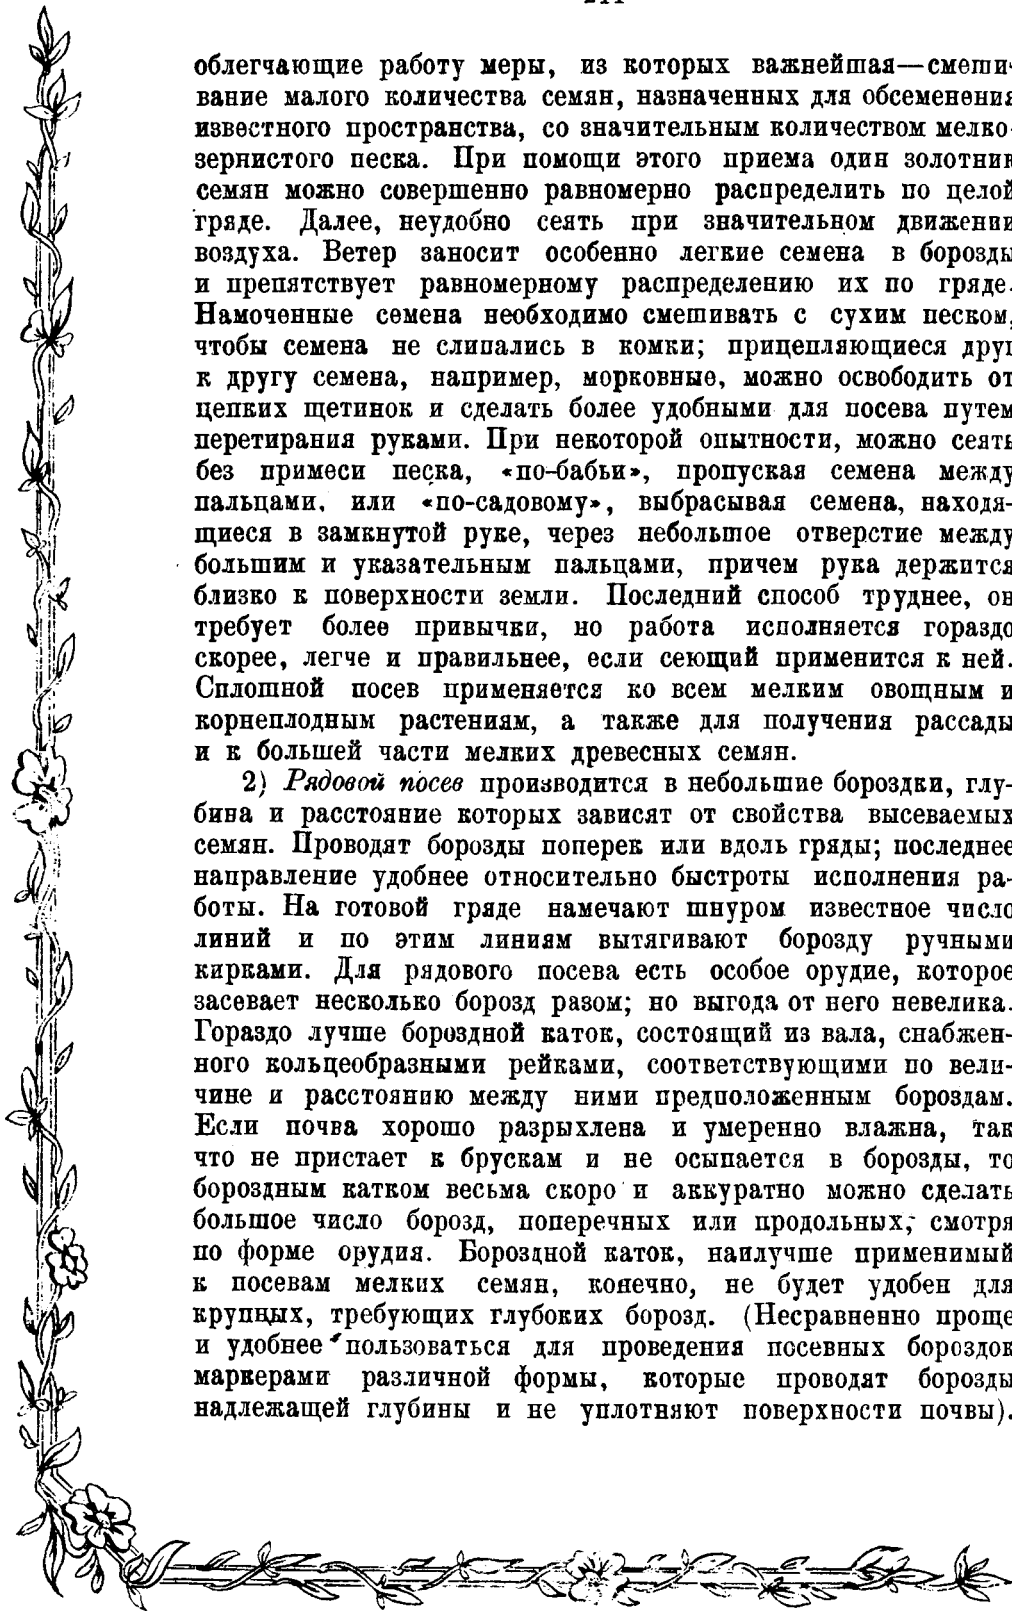 облегчающие работу меры, из которых важнейшая—смеши-
вание малого количества семян, назначенных для обсеменения
известного пространства, со значительным количеством мелко-
зернистого песка. При помощи этого приема один золотник
семян можно совершенно равномерно распределить по целой
гряде. Далее, неудобно сеять при значительном движении
воздуха. Ветер заносит особенно легкие семена в борозды
и препятствует равномерному распределению их по гряде.
Намоченные семена необходимо смешивать с сухим песком,
чтобы семена не слипались в комки; прицепляющиеся друг
к другу семена, например, морковные, можно освободить от
цепких щетинок и сделать более удобными для посева путем
перетирания руками. При некоторой опытности, можно сеять
без примеси песка, «по-бабьи», пропуская семена между
пальцами, или «по-садовому», выбрасывая семена, находя-
щиеся в замкнутой руке, через небольшое отверстие между
большим и указательным пальцами, причем рука держится
близко к поверхности земли. Последний способ труднее, он
требует более привычки, но работа исполняется гораздо
скорее, легче и правильнее, если сеющий применится к ней.
Сплошной посев применяется ко всем мелким овощным и
корнеплодным растениям, а также для получения рассады
и к большей части мелких древесных семян.
2) Рядовой посев производится в небольшие бороздки, глу-
бина и расстояние которых зависят от свойства высеваемых
семян. Проводят борозды поперек или вдоль гряды; последнее
направление удобнее относительно быстроты исполнения ра-
боты. На готовой гряде намечают шнуром известное число
линий и по этим линиям вытягивают борозду ручными
кирками. Для рядового посева есть особое орудие, которое
засевает несколько борозд разом; но выгода от него невелика.
Гораздо лучше бороздной каток, состоящий из вала, снабжен-
ного кольцеобразными рейками, соответствующими по вели-
чине и расстоянию между ними предположенным бороздам.
Если почва хорошо разрыхлена и умеренно влажна, так
что не пристает к брускам и не осыпается в борозды, то
бороздным катком весьма скоро и аккуратно можно сделать
большое число борозд, поперечных или продольных, смотря
по форме орудия. Бороздной каток, наилучше применимый
к посевам мелких семян, конечно, не будет удобен для
крупных, требующих глубоких борозд. (Несравненно проще
и удобнее пользоваться для проведения посевных бороздок
маркерами различной формы, которые проводят борозды
надлежащей глубины и не уплотняют поверхности почвы).